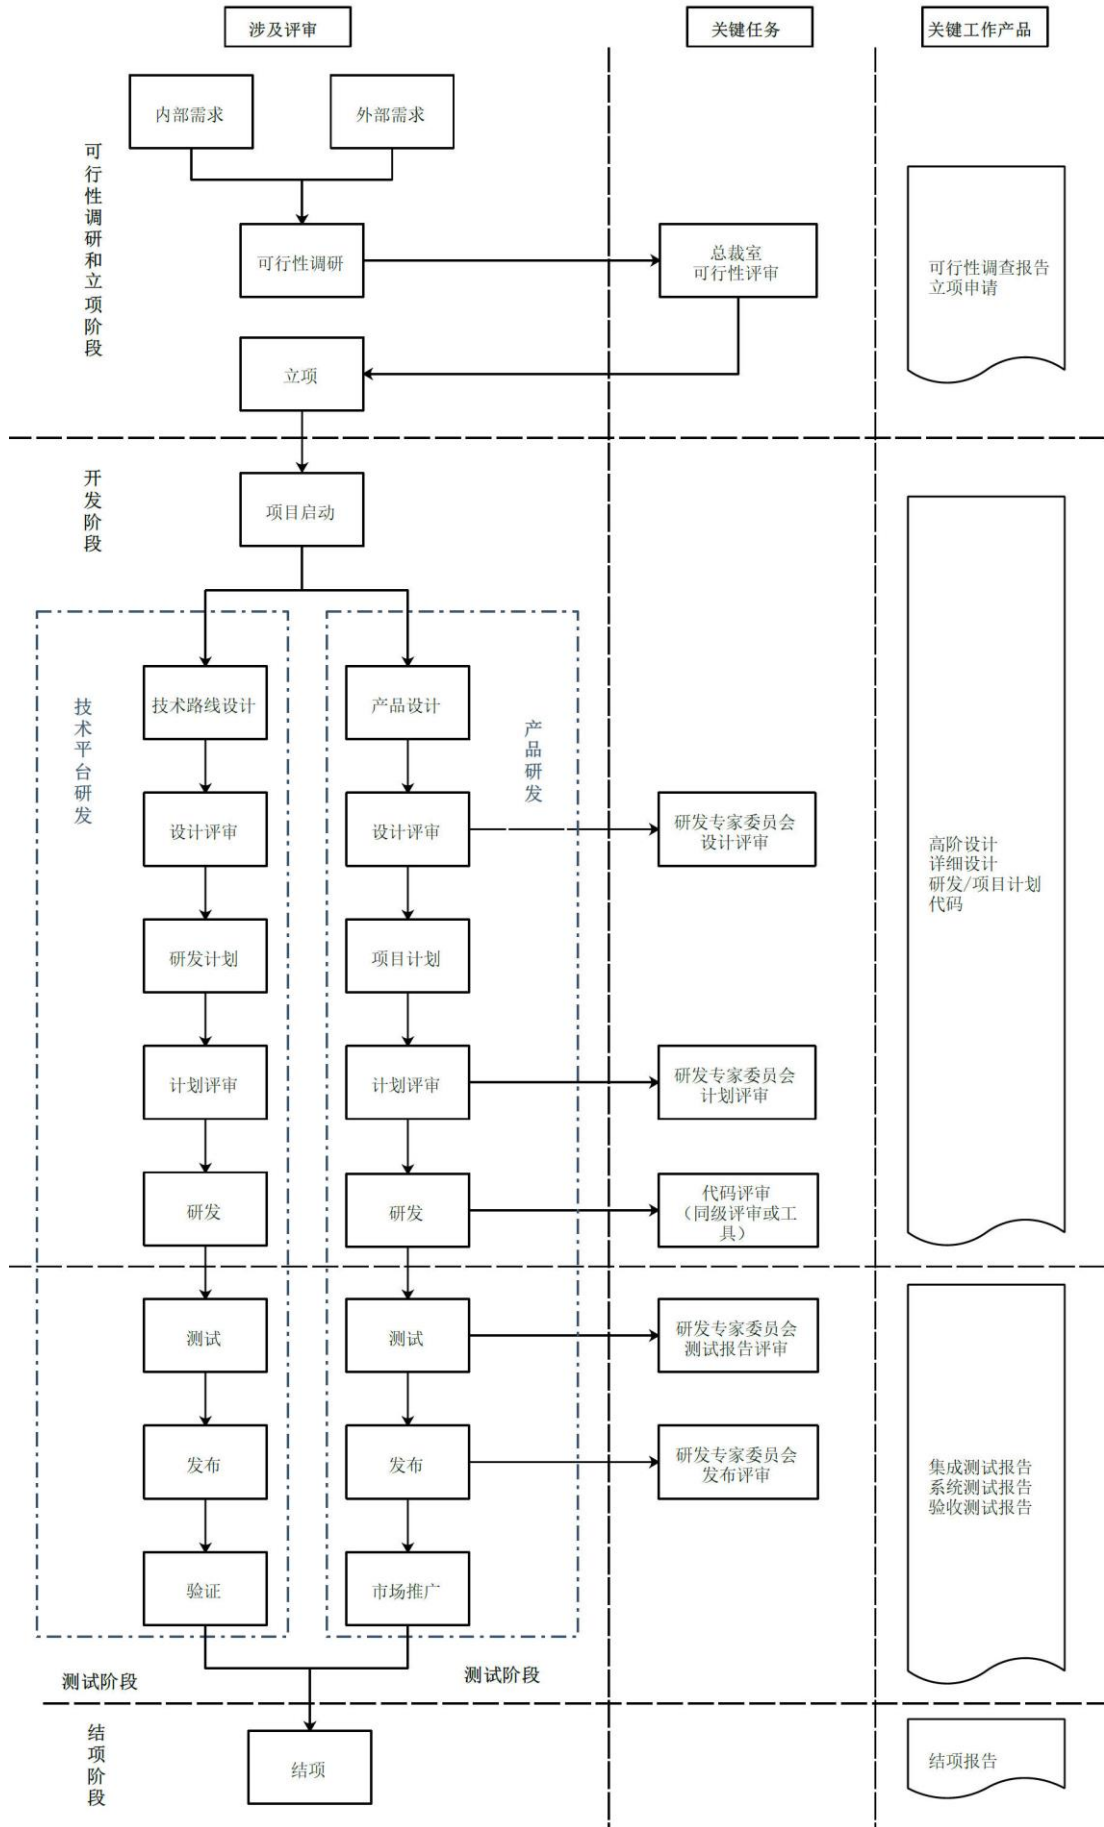 涉及评审
关键任务
关键工作产品
可行性调研和立项阶段
内部需求
外部需求
可行性调研
总裁室
可行性评审
可行性调查报告
立项申请
立项
开发阶段
项目启动
技术平台研发
产品研发
技术路线设计
产品设计
设计评审
设计评审
研发专家委员会
设计评审
高阶设计
详细设计
研发/项目计划
代码
研发计划
项目计划
计划评审
计划评审
研发专家委员会
计划评审
研发
研发
代码评审
（同级评审或工
具）
测试
测试
研发专家委员会
测试报告评审
发布
发布
研发专家委员会
发布评审
集成测试报告
系统测试报告
验收测试报告
验证
市场推广
测试阶段
测试阶段
结项阶段
结项
结项报告